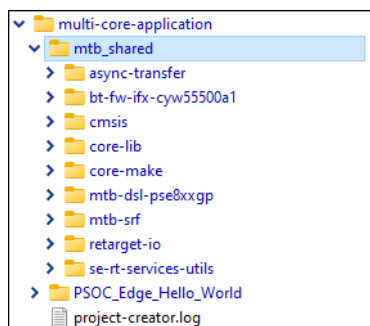 multi-core-application
mtb_shared
async-transfer
bt-fw-ifx-cyw55500a1
cmsis
core-lib
core-make
mtb-dsl-pse8xxgp
mtb-srf
retarget-io
se-rt-services-utils
PSOC_Edge_Hello_World
project-creator.log